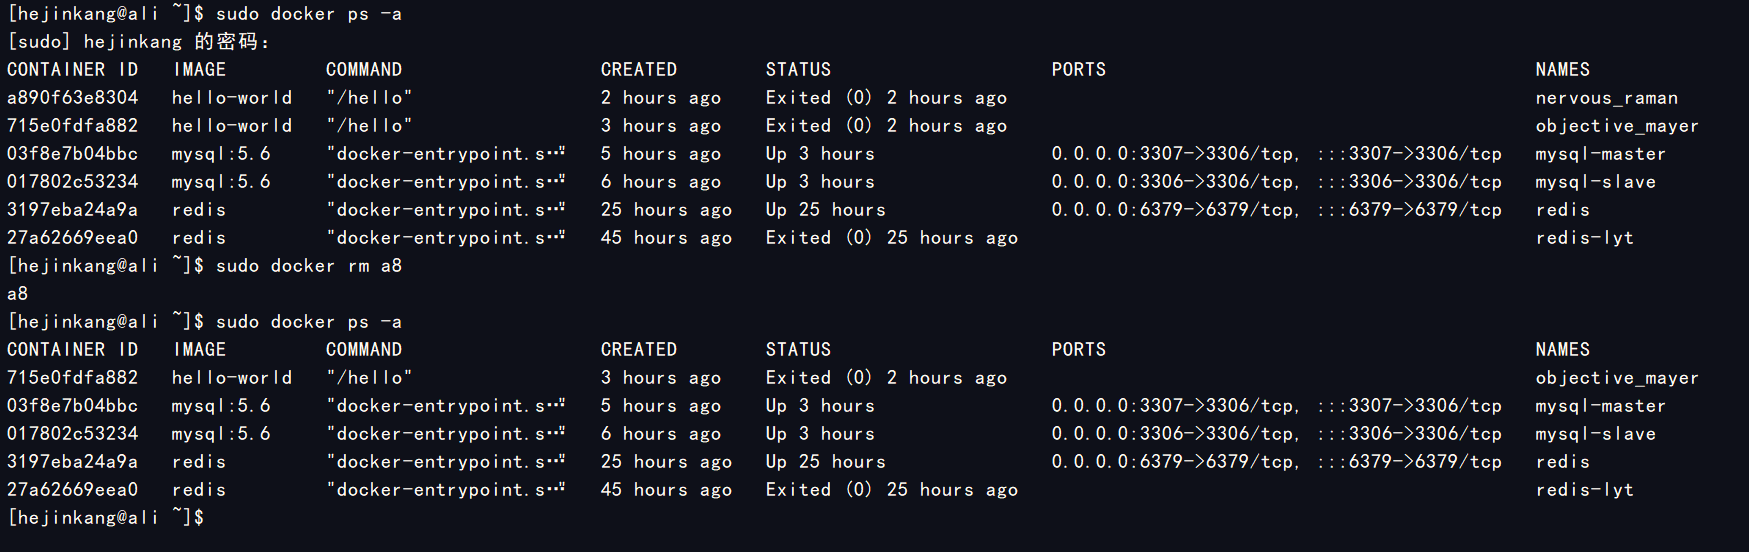 [hejinkang@ali ~]$ sudo docker ps -a
[sudo] hejinkang 的密码：
CONTAINER ID   IMAGE         COMMAND                  CREATED        STATUS                    PORTS                                       NAMES
a890f63e8304   hello-world   "/hello"                 2 hours ago    Exited (0) 2 hours ago                                                nervous_raman
715e0fdfa882   hello-world   "/hello"                 3 hours ago    Exited (0) 2 hours ago                                                objective_mayer
03f8e7b04bbc   mysql:5.6     "docker-entrypoint.s…"   5 hours ago    Up 3 hours                0.0.0.0:3307->3306/tcp, :::3307->3306/tcp   mysql-master
017802c53234   mysql:5.6     "docker-entrypoint.s…"   6 hours ago    Up 3 hours                0.0.0.0:3306->3306/tcp, :::3306->3306/tcp   mysql-slave
3197eba24a9a   redis         "docker-entrypoint.s…"   25 hours ago   Up 25 hours               0.0.0.0:6379->6379/tcp, :::6379->6379/tcp   redis
27a62669eea0   redis         "docker-entrypoint.s…"   45 hours ago   Exited (0) 25 hours ago                                               redis-lyt
[hejinkang@ali ~]$ sudo docker rm a8
a8
[hejinkang@ali ~]$ sudo docker ps -a
CONTAINER ID   IMAGE         COMMAND                  CREATED        STATUS                    PORTS                                       NAMES
715e0fdfa882   hello-world   "/hello"                 3 hours ago    Exited (0) 2 hours ago                                                objective_mayer
03f8e7b04bbc   mysql:5.6     "docker-entrypoint.s…"   5 hours ago    Up 3 hours                0.0.0.0:3307->3306/tcp, :::3307->3306/tcp   mysql-master
017802c53234   mysql:5.6     "docker-entrypoint.s…"   6 hours ago    Up 3 hours                0.0.0.0:3306->3306/tcp, :::3306->3306/tcp   mysql-slave
3197eba24a9a   redis         "docker-entrypoint.s…"   25 hours ago   Up 25 hours               0.0.0.0:6379->6379/tcp, :::6379->6379/tcp   redis
27a62669eea0   redis         "docker-entrypoint.s…"   45 hours ago   Exited (0) 25 hours ago                                               redis-lyt
[hejinkang@ali ~]$